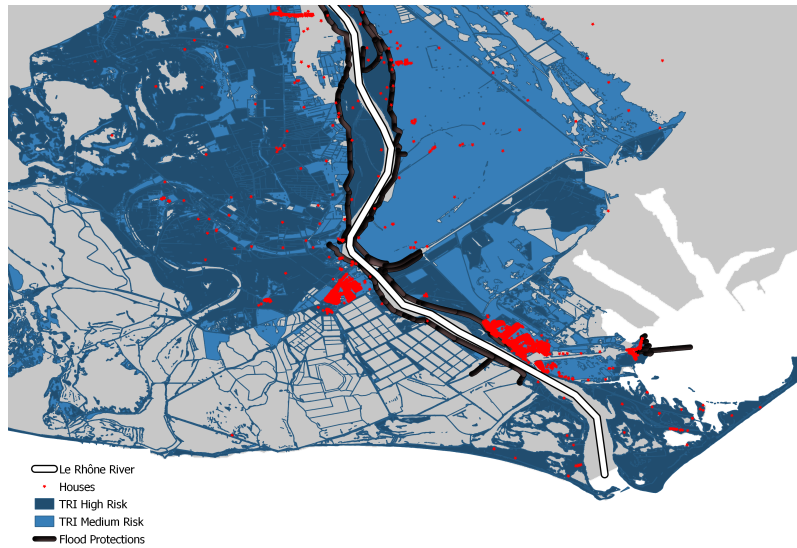 Le Rhône River
Houses
TRI High Risk
TRI Medium Risk
Flood Protections